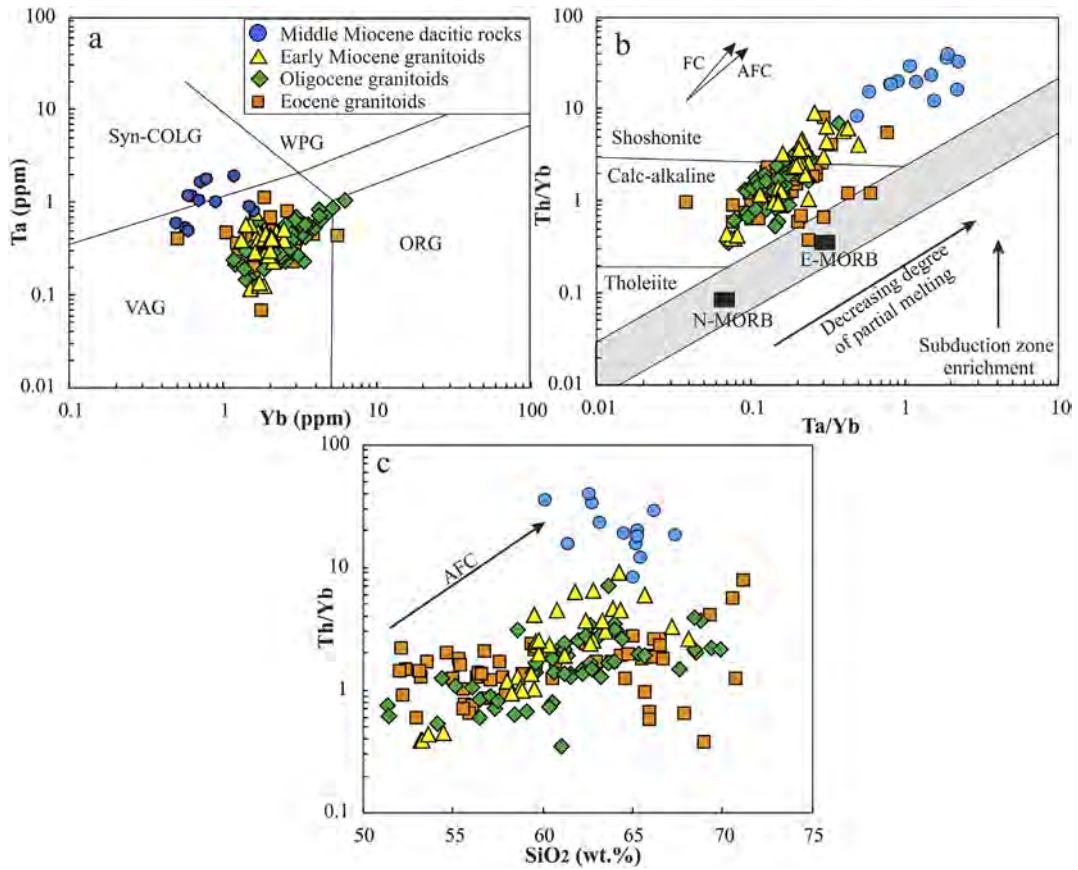 a
100
10
1
0.1
0.01
Ta (ppm)
0.1
1
10
100
Yb (ppm)
Middle Miocene dacitic rocks
Early Miocene granitoids
Oligocene granitoids
Eocene granitoids
Syn-COLG
WPG
VAG
ORG
b
100
10
1
0.1
0.01
Th/Yb
0.01
0.1
1
10
Ta/Yb
FC
AFC
Shoshonite
Calc-alkaline
Tholeiite
E-MORB
N-MORB
Decreasing degree
of partial melting
Subduction zone
enrichment
c
100
10
1
0.1
Th/Yb
AFC
50
55
60
65
70
75
SiO2 (wt.%)